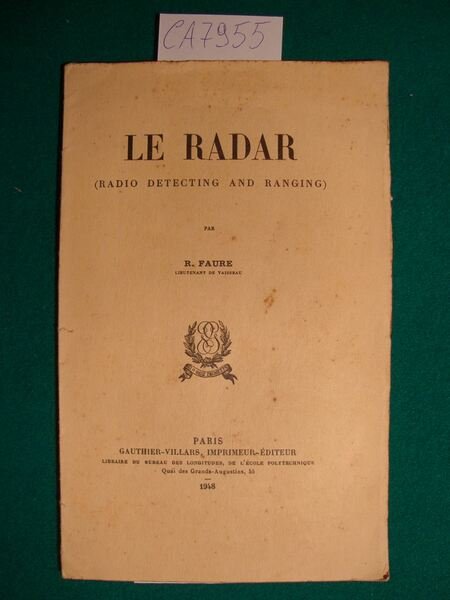 CA7955
LE RADAR
(RADIO DETECTING AND RANGING)
PAR
R. FAURE
LIEUTENANT DE VAISSEAU
PARIS
GAUTHIER-VILLARS, IMPRIMEUR-ÉDITEUR
LIBRAIRE DU BUREAU DES LONGITUDES, DE L'ÉCOLE POLYTECHNIQUE
Quai des Grands-Augustins, 55
1948